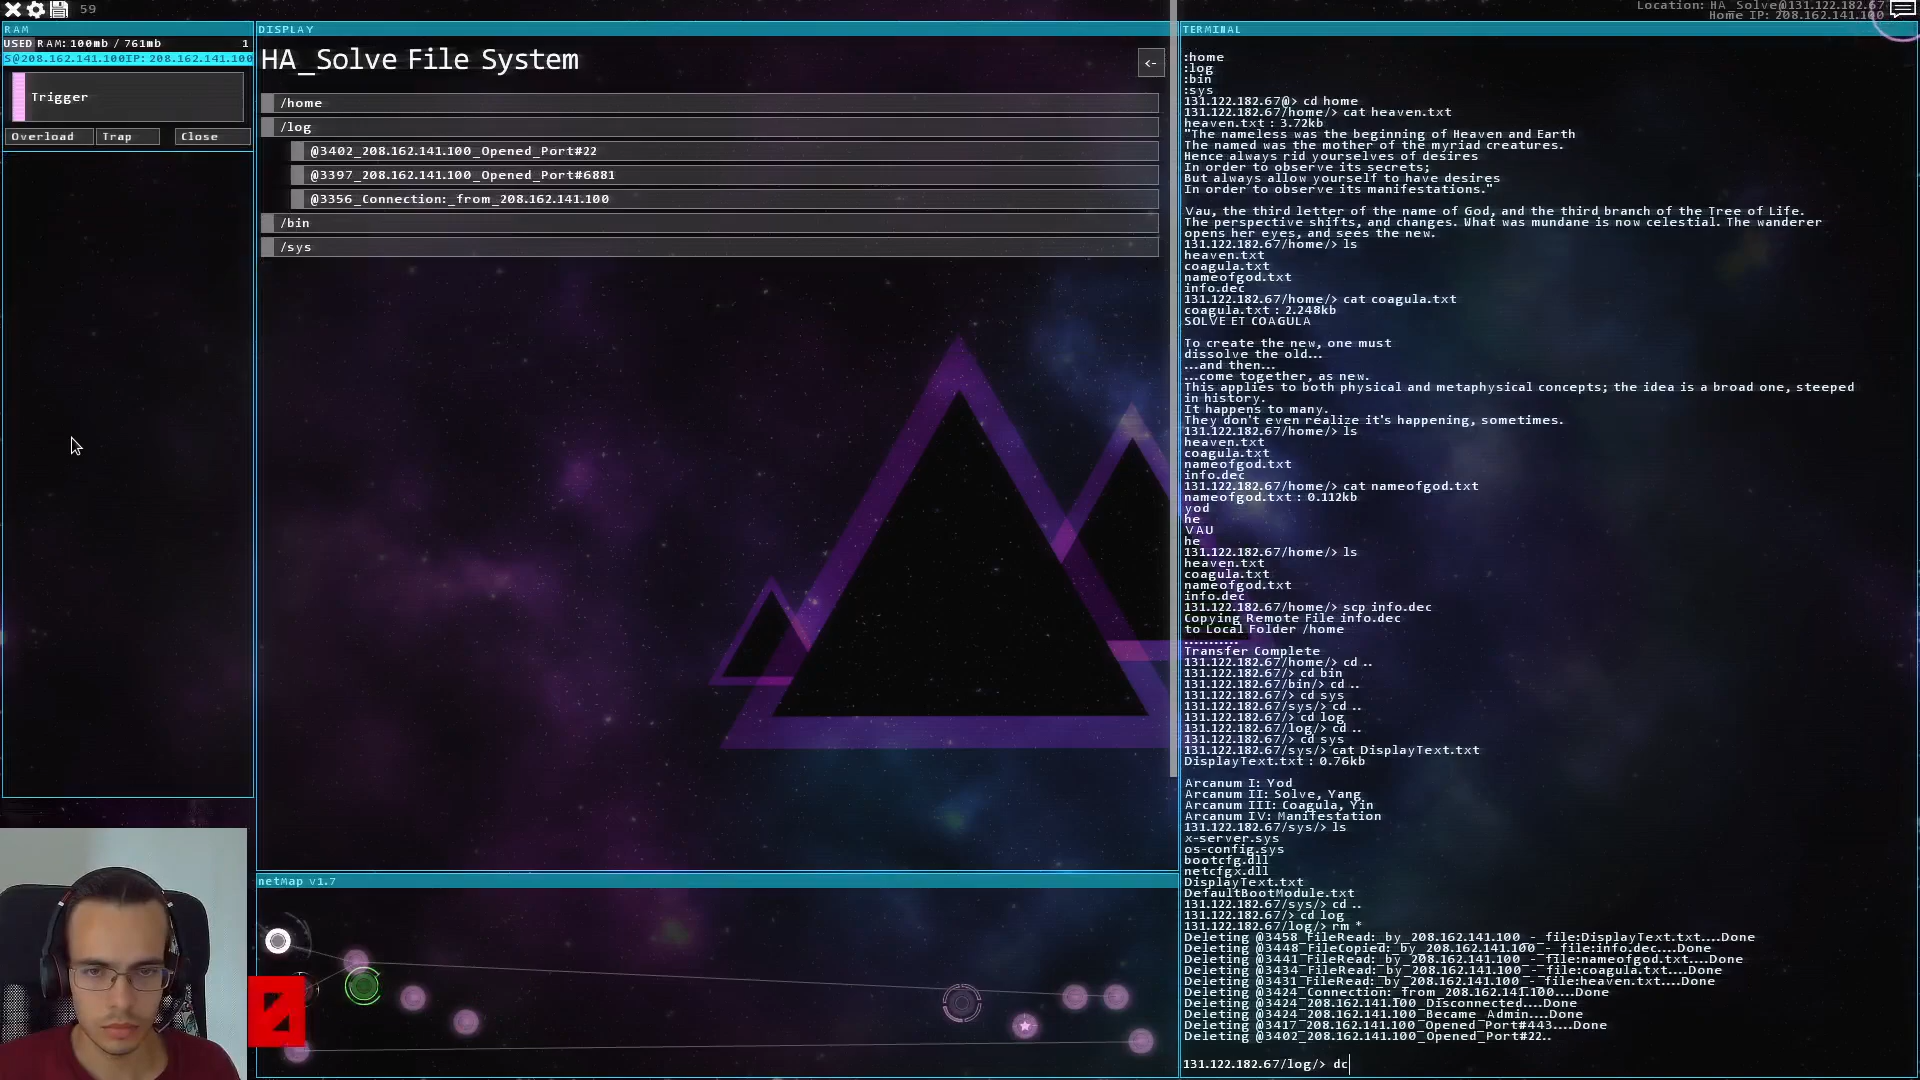 59
Location: HA_Solve@131.122.182.67
Home IP: 208.162.141.100
RAM
USED RAM: 100mb / 761mb 1
S@208.162.141.100IP: 208.162.141.100
Trigger
Overload Trap Close
DISPLAY
HA_Solve File System
<-
/home
/log
@3402_208.162.141.100_Opened_Port#22
@3397_208.162.141.100_Opened_Port#6881
@3356_Connection:_from_208.162.141.100
/bin
/sys
netMap v1.7
TERMINAL
:home
:log
:bin
:sys
131.122.182.67@> cd home
131.122.182.67/home/> cat heaven.txt
heaven.txt : 3.72kb
"The nameless was the beginning of Heaven and Earth
The named was the mother of the myriad creatures.
Hence always rid yourselves of desires
In order to observe its secrets;
But always allow yourself to have desires
In order to observe its manifestations."
Vau, the third letter of the name of God, and the third branch of the Tree of Life.
The perspective shifts, and changes. What was mundane is now celestial. The wanderer
opens her eyes, and sees the new.
131.122.182.67/home/> ls
heaven.txt
coagula.txt
nameofgod.txt
info.dec
131.122.182.67/home/> cat coagula.txt
coagula.txt : 2.248kb
SOLVE ET COAGULA
To create the new, one must
dissolve the old...
...and then...
...come together, as new.
This applies to both physical and metaphysical concepts; the idea is a broad one, steeped
in history.
It happens to many.
They don't even realize it's happening, sometimes.
131.122.182.67/home/> ls
heaven.txt
coagula.txt
nameofgod.txt
info.dec
131.122.182.67/home/> cat nameofgod.txt
nameofgod.txt : 0.112kb
yod
he
VAU
he
131.122.182.67/home/> ls
heaven.txt
coagula.txt
nameofgod.txt
info.dec
131.122.182.67/home/> scp info.dec
Copying Remote File info.dec
to Local Folder /home
...........
Transfer Complete
131.122.182.67/home/> cd ..
131.122.182.67/> cd bin
131.122.182.67/bin/> cd ..
131.122.182.67/> cd sys
131.122.182.67/sys/> cd ..
131.122.182.67/> cd log
131.122.182.67/log/> cd ..
131.122.182.67/> cd sys
131.122.182.67/sys/> cat DisplayText.txt
DisplayText.txt : 0.76kb
Arcanum I: Yod
Arcanum II: Solve, Yang
Arcanum III: Coagula, Yin
Arcanum IV: Manifestation
131.122.182.67/sys/> ls
x-server.sys
os-config.sys
bootcfg.dll
netcfgx.dll
DisplayText.txt
DefaultBootModule.txt
131.122.182.67/sys/> cd ..
131.122.182.67/> cd log
131.122.182.67/log/> rm *
Deleting @3458_FileRead:_by_208.162.141.100_-_file:DisplayText.txt....Done
Deleting @3448_FileCopied:_by_208.162.141.100_-_file:info.dec....Done
Deleting @3441_FileRead:_by_208.162.141.100_-_file:nameofgod.txt....Done
Deleting @3434_FileRead:_by_208.162.141.100_-_file:coagula.txt....Done
Deleting @3431_FileRead:_by_208.162.141.100_-_file:heaven.txt....Done
Deleting @3424_Connection:_from_208.162.141.100....Done
Deleting @3424_208.162.141.100_Disconnected....Done
Deleting @3424_208.162.141.100_Became_Admin....Done
Deleting @3417_208.162.141.100_Opened_Port#443....Done
Deleting @3402_208.162.141.100_Opened_Port#22..
131.122.182.67/log/> dc